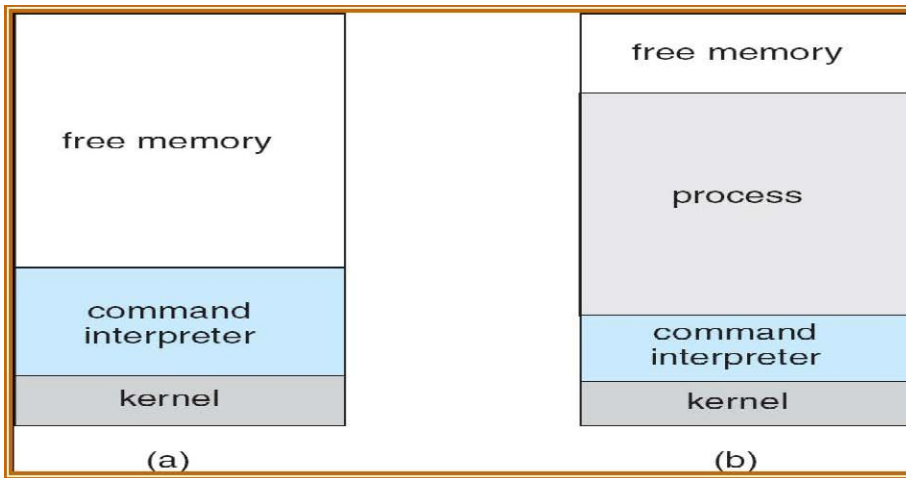 free memory
command
interpreter
kernel
(a)
free memory
process
command
interpreter
kernel
(b)